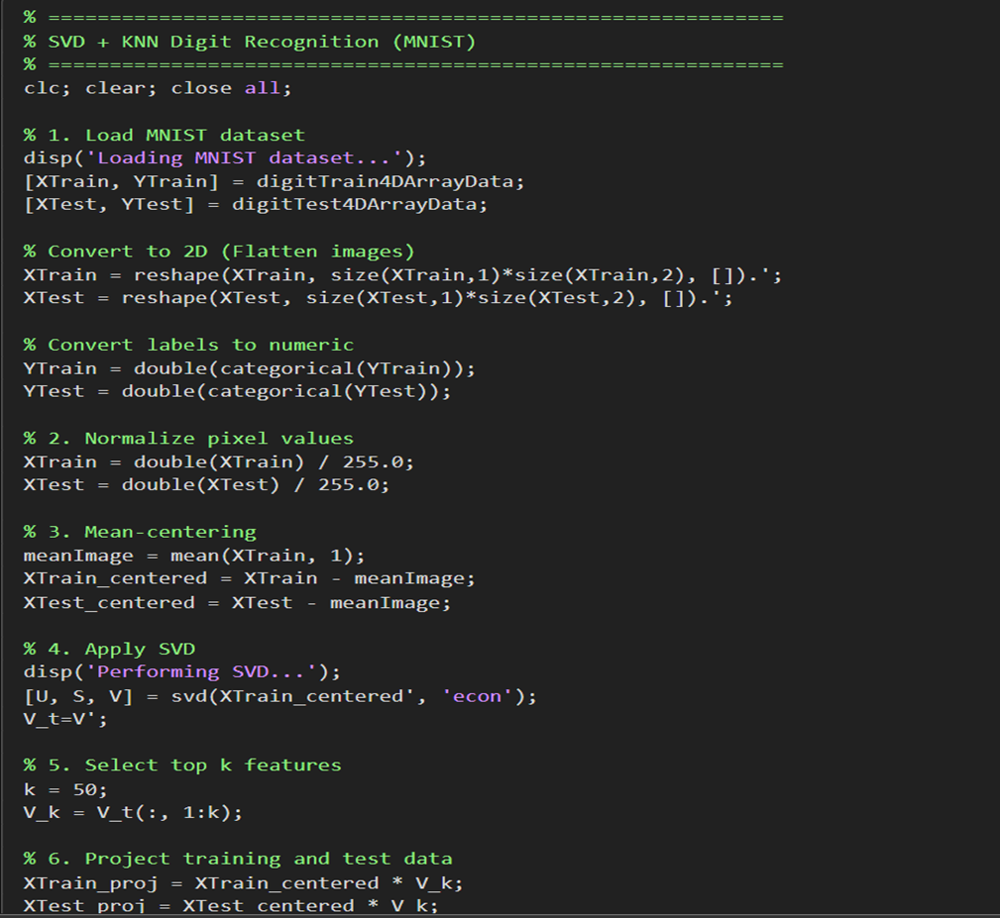 % ============================================================
% SVD + KNN Digit Recognition (MNIST)
% ============================================================
clc; clear; close all;
% 1. Load MNIST dataset
disp('Loading MNIST dataset...');
[XTrain, YTrain] = digitTrain4DArrayData;
[XTest, YTest] = digitTest4DArrayData;
% Convert to 2D (Flatten images)
XTrain = reshape(XTrain, size(XTrain,1)*size(XTrain,2), []).';
XTest = reshape(XTest, size(XTest,1)*size(XTest,2), []).';
% Convert labels to numeric
YTrain = double(categorical(YTrain));
YTest = double(categorical(YTest));
% 2. Normalize pixel values
XTrain = double(XTrain) / 255.0;
XTest = double(XTest) / 255.0;
% 3. Mean-centering
meanImage = mean(XTrain, 1);
XTrain_centered = XTrain - meanImage;
XTest_centered = XTest - meanImage;
% 4. Apply SVD
disp('Performing SVD...');
[U, S, V] = svd(XTrain_centered', 'econ');
V_t=V';
% 5. Select top k features
k = 50;
V_k = V_t(:, 1:k);
% 6. Project training and test data
XTrain_proj = XTrain_centered * V_k;
XTest_proj = XTest_centered * V_k;